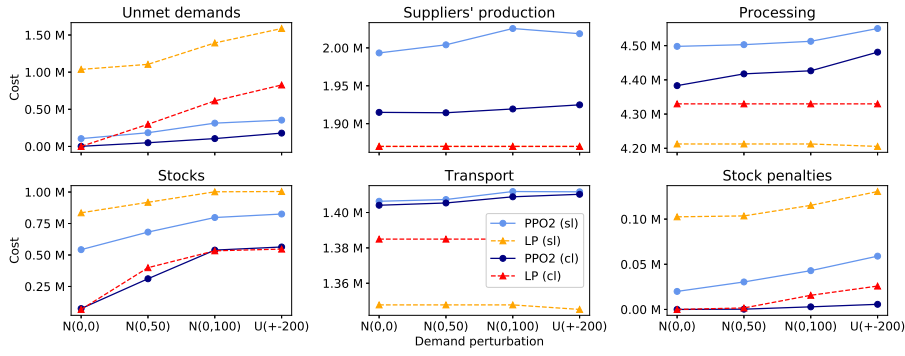 Unmet demands
Suppliers' production
Processing
Cost
1.50 M
1.00 M
0.50 M
0.00 M
2.00 M
1.95 M
1.90 M
4.50 M
4.40 M
4.30 M
4.20 M
Stocks
Transport
Stock penalties
Cost
1.00 M
0.75 M
0.50 M
0.25 M
1.40 M
1.38 M
1.36 M
PPO2 (sl)
LP (sl)
PPO2 (cl)
LP (cl)
0.10 M
0.05 M
0.00 M
N(0,0) N(0,50) N(0,100) U(+-200)
N(0,0) N(0,50) N(0,100) U(+-200)
N(0,0) N(0,50) N(0,100) U(+-200)
Demand perturbation